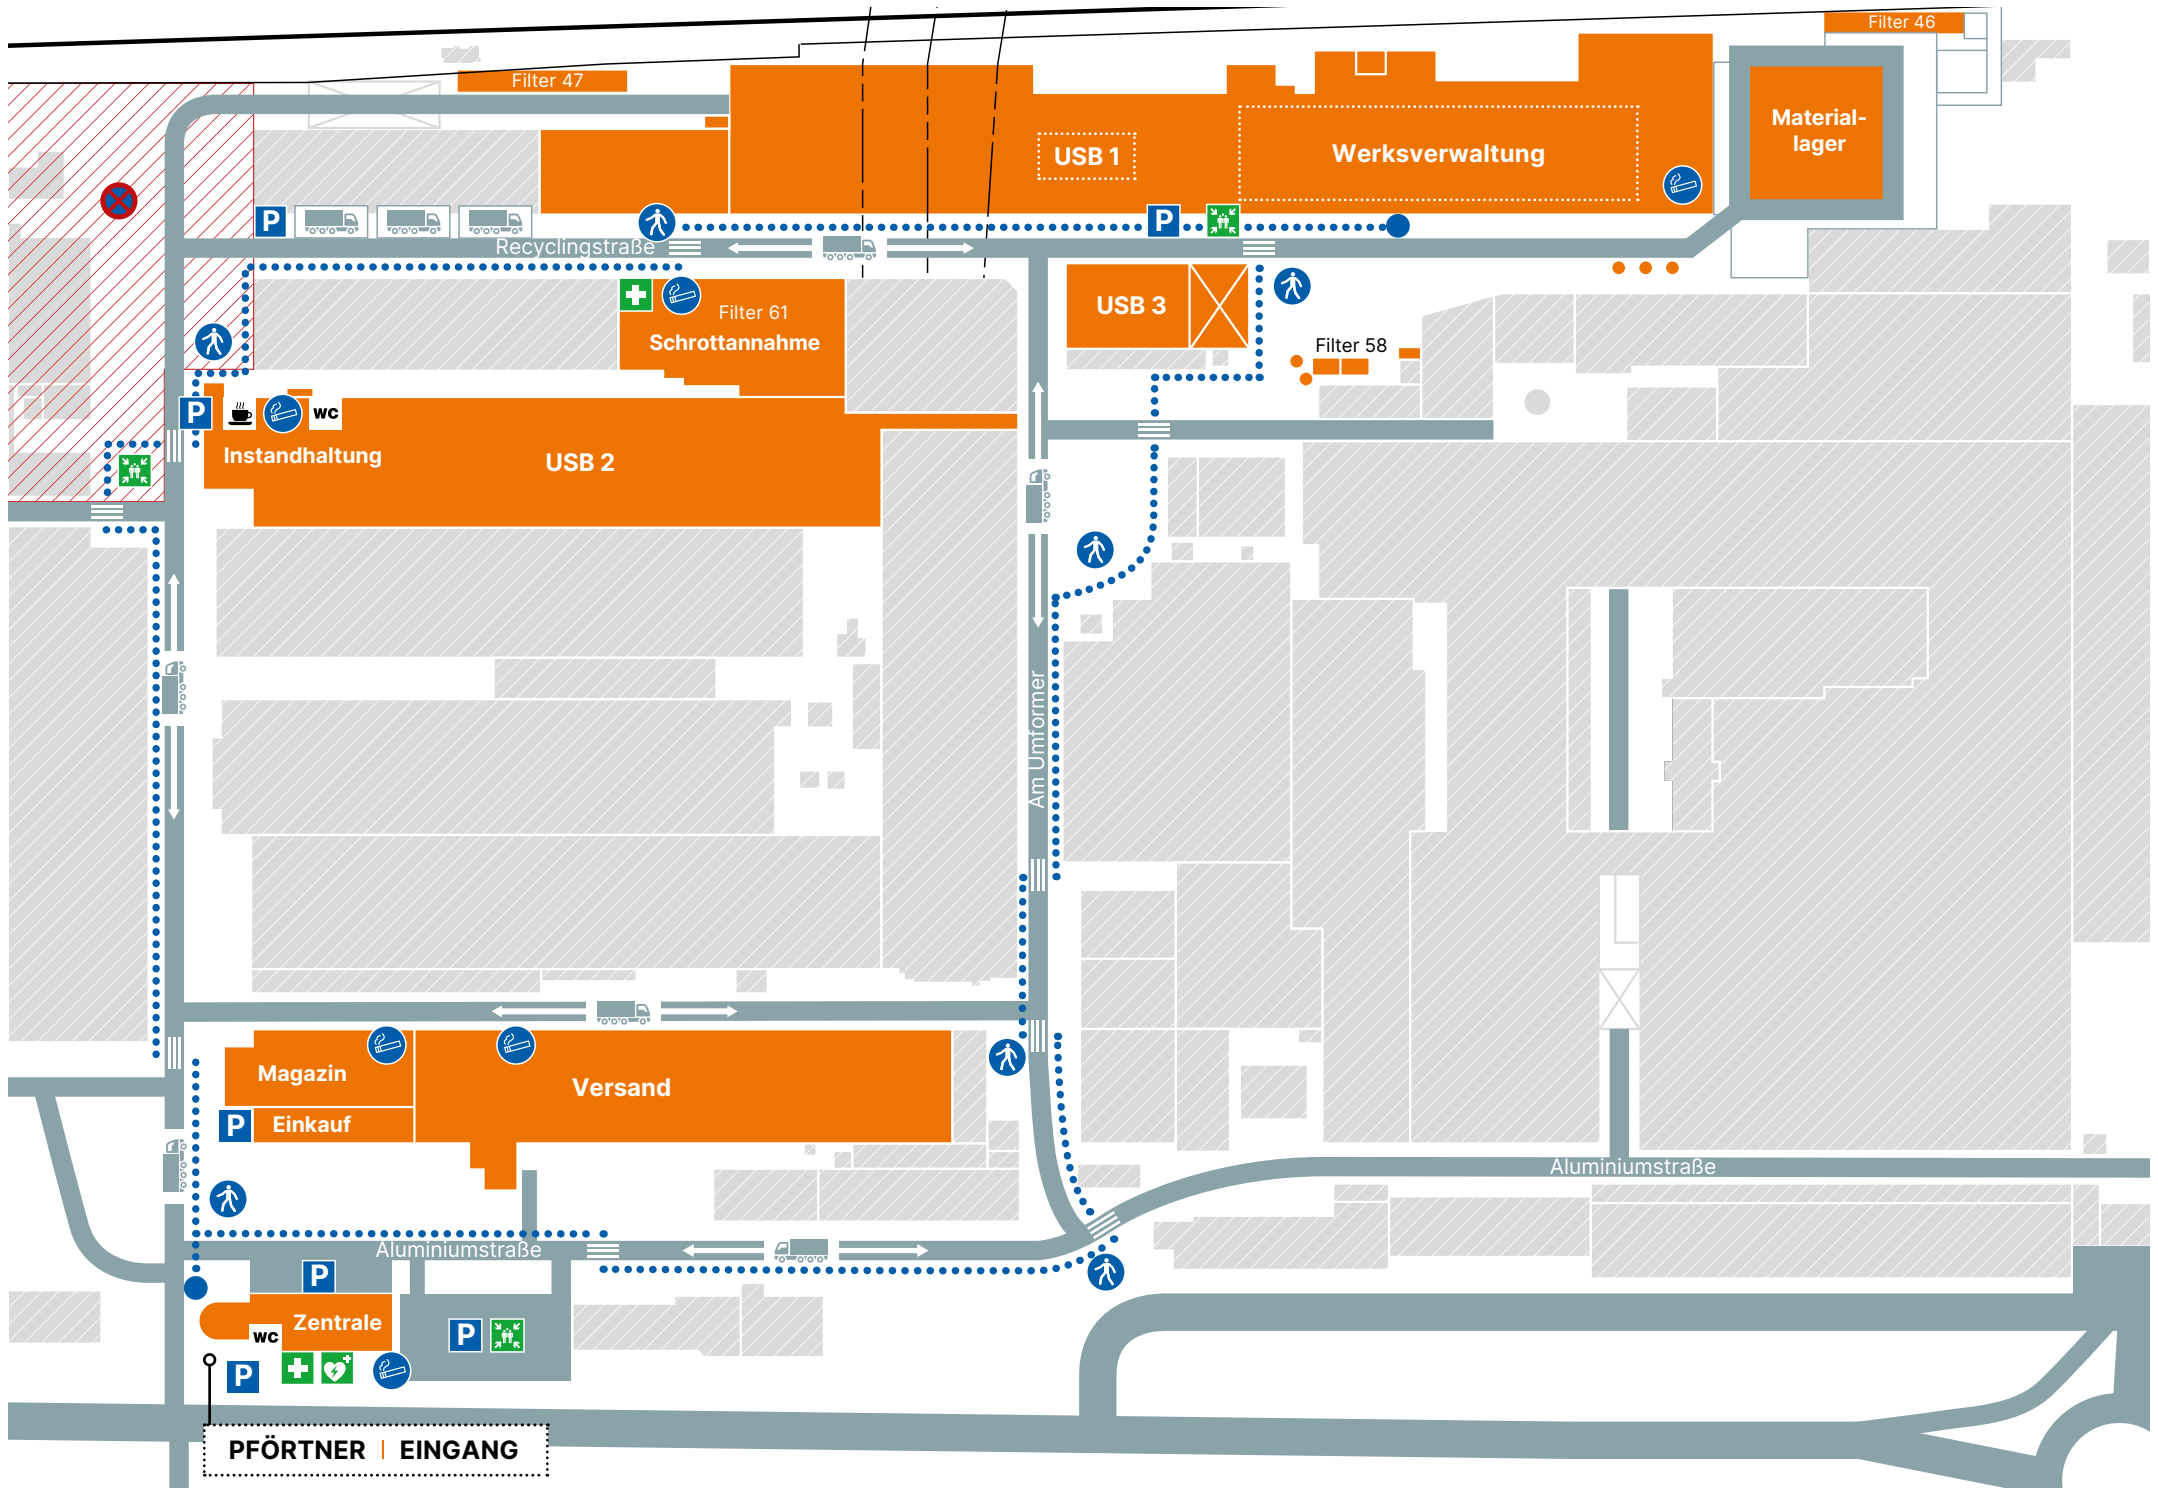 Filter 46
Filter 47
Material-
lager
USB 1
Werksverwaltung
P
P
Recyclingstraße
Filter 61
USB 3
Schrottannahme
Filter 58
P
WC
Instandhaltung
USB 2
Am Umformer
Magazin
Versand
P
Einkauf
Aluminiumstraße
Aluminiumstraße
P
Zentrale
WC
P
P
PFÖRTNER | EINGANG